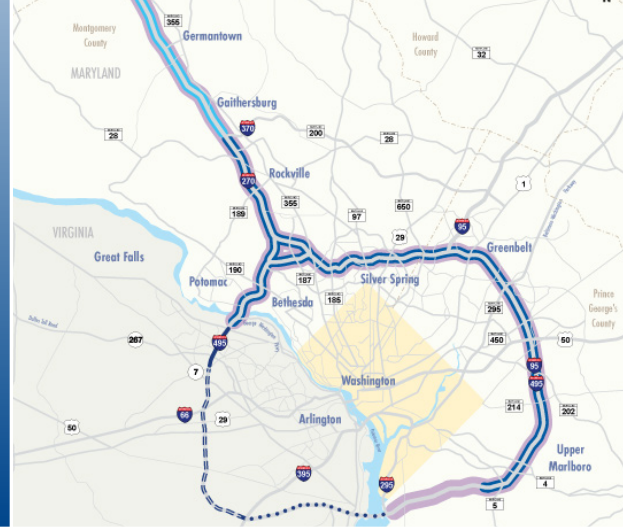 355
Montgomery
County
Germantown
Howard
County
32
MARYLAND
Gaithersburg
370
28
200
28
Rockville
270
1
355
189
97
650
95
29
VIRGINIA
Great Falls
Greenbelt
190
187
Silver Spring
Potomac
185
Bethesda
295
Prince
George's
County
267
495
450
50
7
95
495
Washington
66
29
214
202
50
Arlington
Upper
Marlboro
395
295
4
5